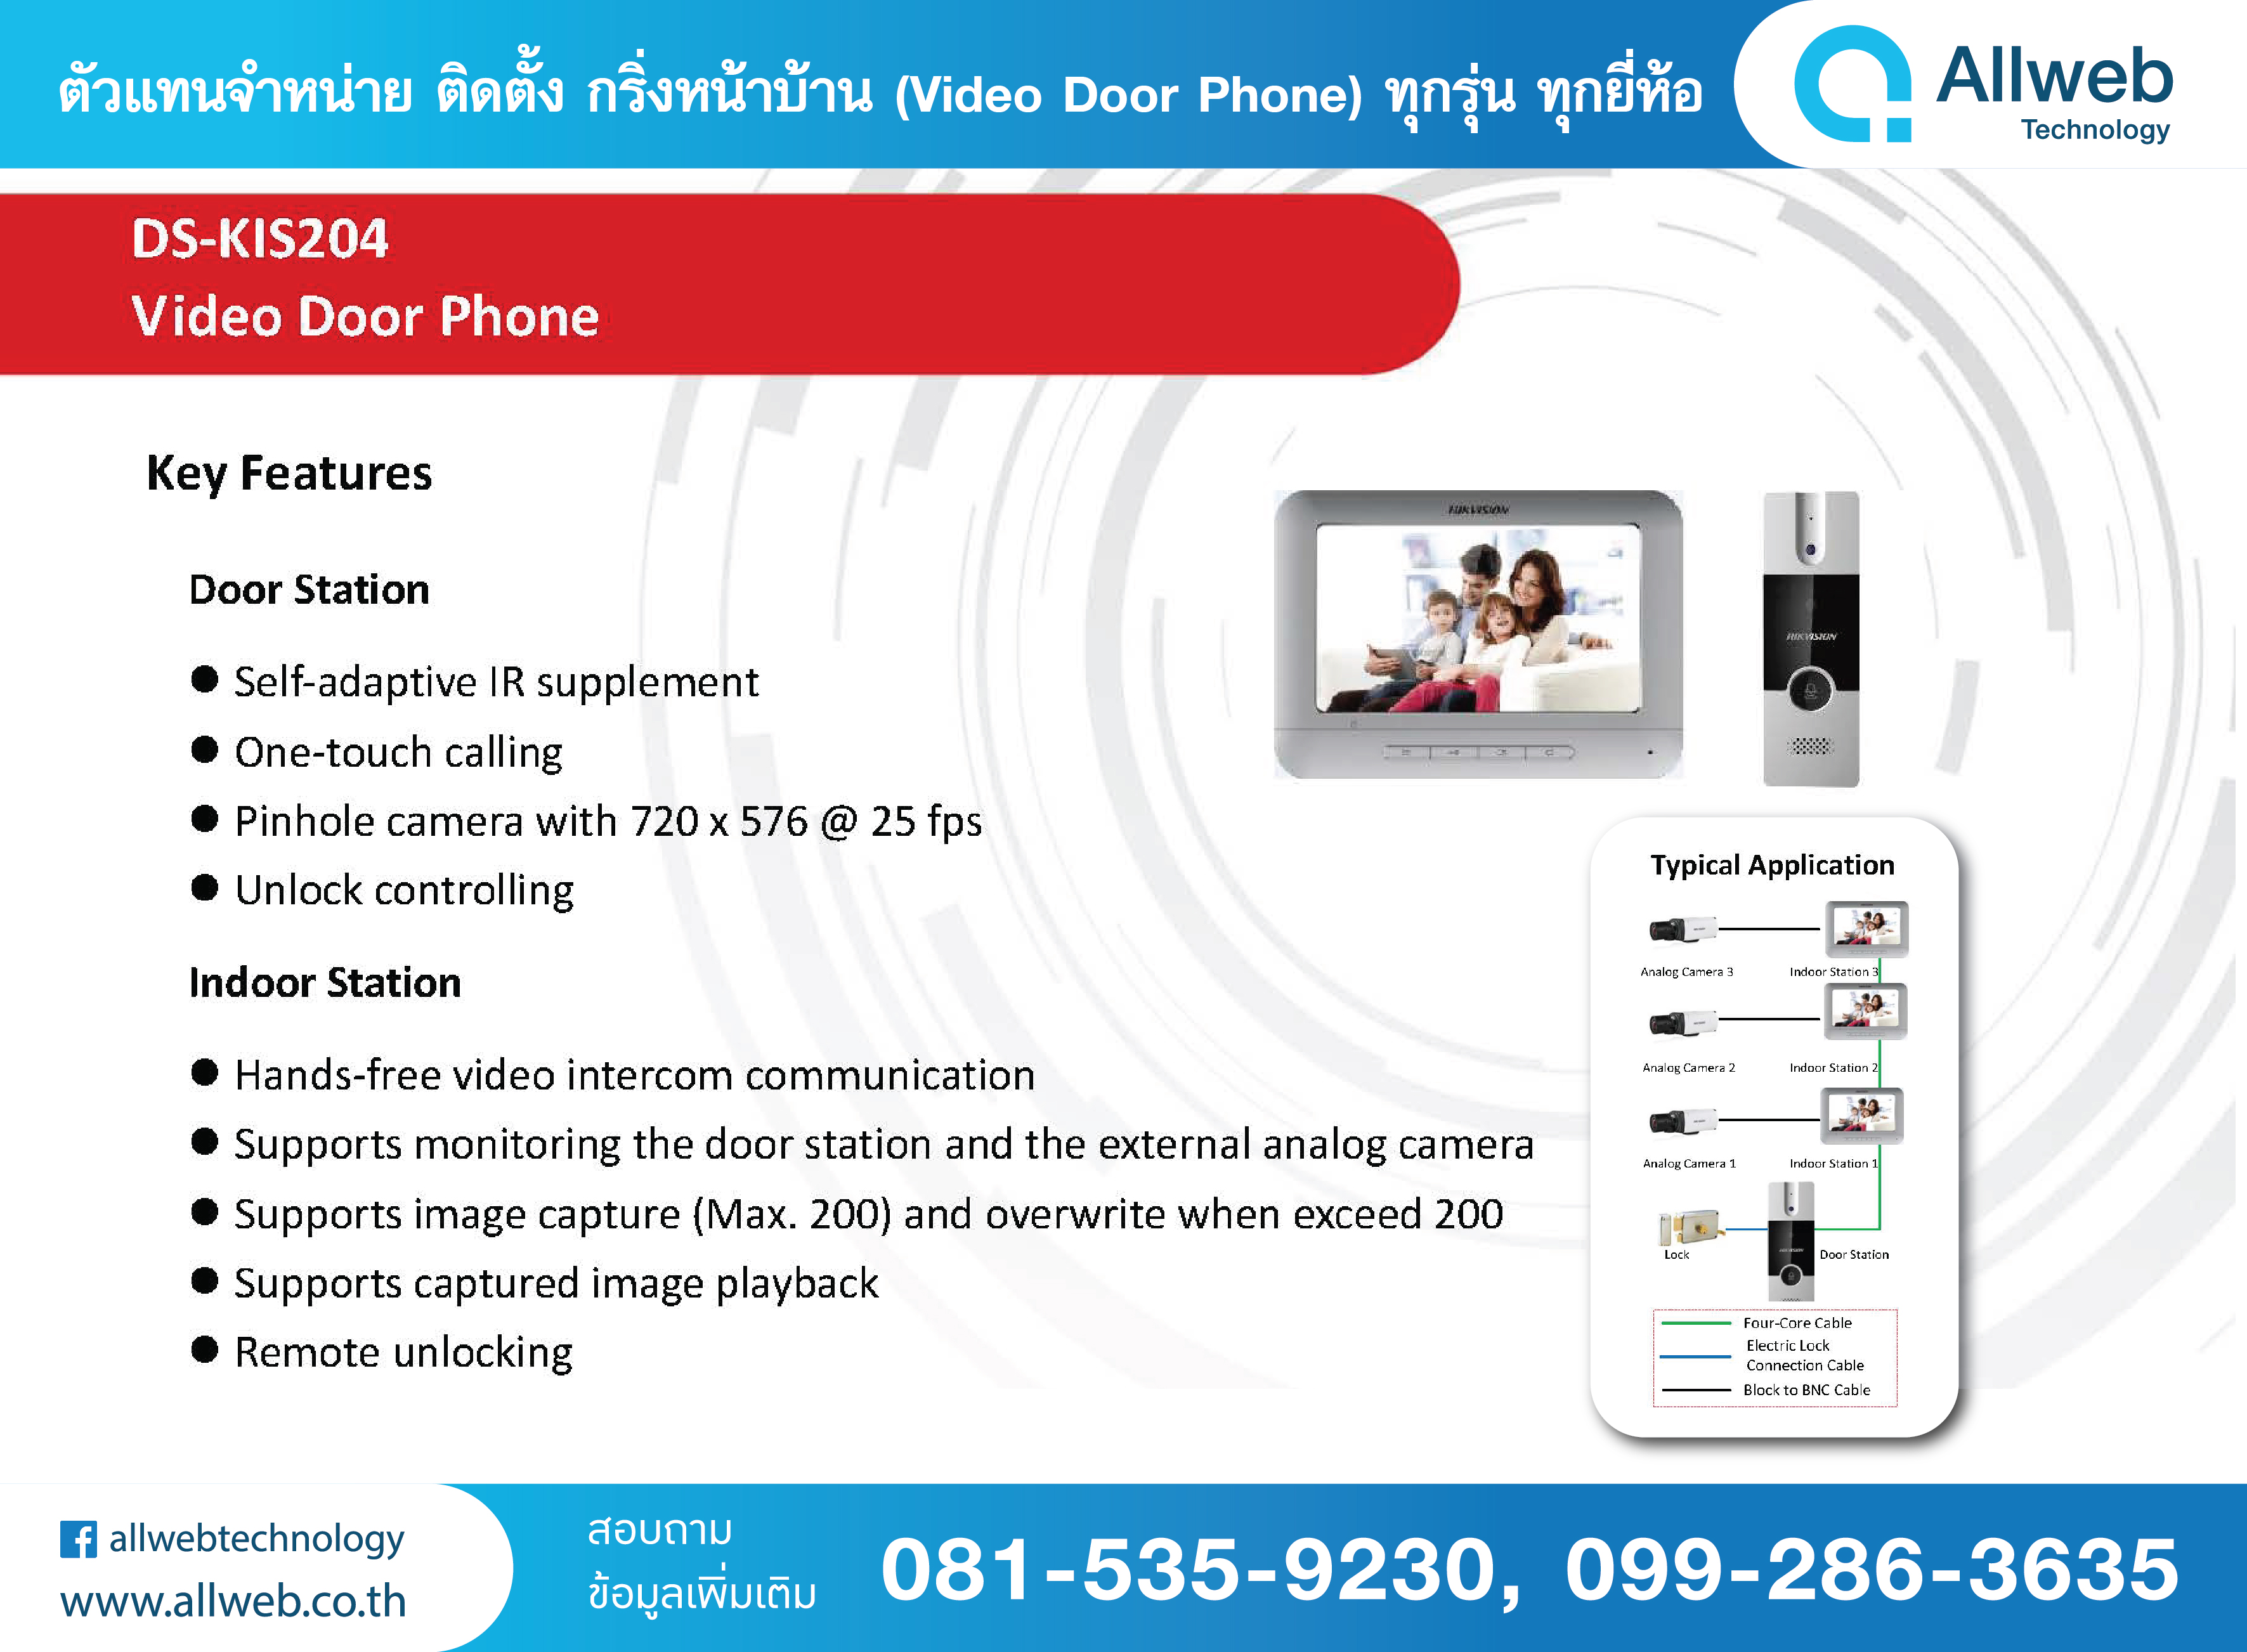 ตัวแทนจำหน่าย ติดตั้ง กริ่งหน้าบ้าน (Video Door Phone) ทุกรุ่น ทุกยี่ห้อ
Allweb
Technology
DS-KIS204
Video Door Phone
Key Features
Door Station
● Self-adaptive IR supplement
● One-touch calling
● Pinhole camera with 720 x 576 @ 25 fps
● Unlock controlling
Indoor Station
● Hands-free video intercom communication
● Supports monitoring the door station and the external analog camera
● Supports image capture (Max. 200) and overwrite when exceed 200
● Supports captured image playback
● Remote unlocking
HIKVISION
HIKVISION
Typical Application
Analog Camera 3 Indoor Station 3
Analog Camera 2 Indoor Station 2
Analog Camera 1 Indoor Station 1
Lock Door Station
Four-Core Cable
Electric Lock
Connection Cable
Block to BNC Cable
allwebtechnology
www.allweb.co.th
สอบถาม
ข้อมูลเพิ่มเติม
081-535-9230, 099-286-3635